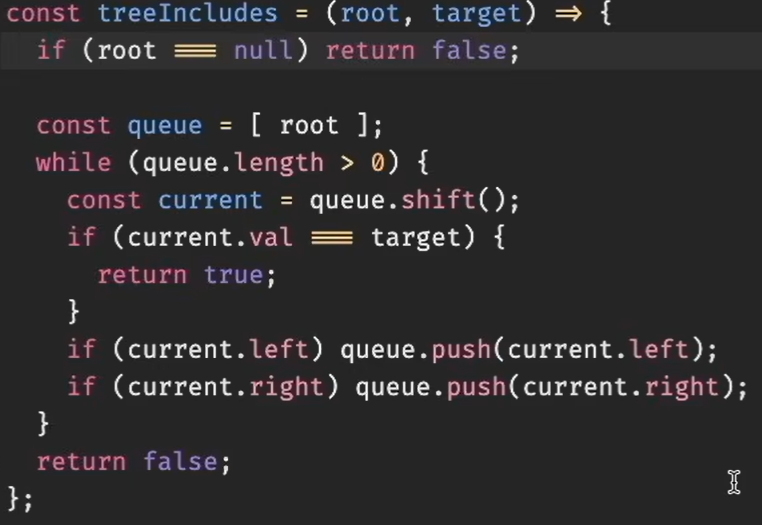 const treeIncludes = (root, target) => {
  if (root === null) return false;

  const queue = [ root ];
  while (queue.length > 0) {
    const current = queue.shift();
    if (current.val === target) {
      return true;
    }
    if (current.left) queue.push(current.left);
    if (current.right) queue.push(current.right);
  }
  return false;
};